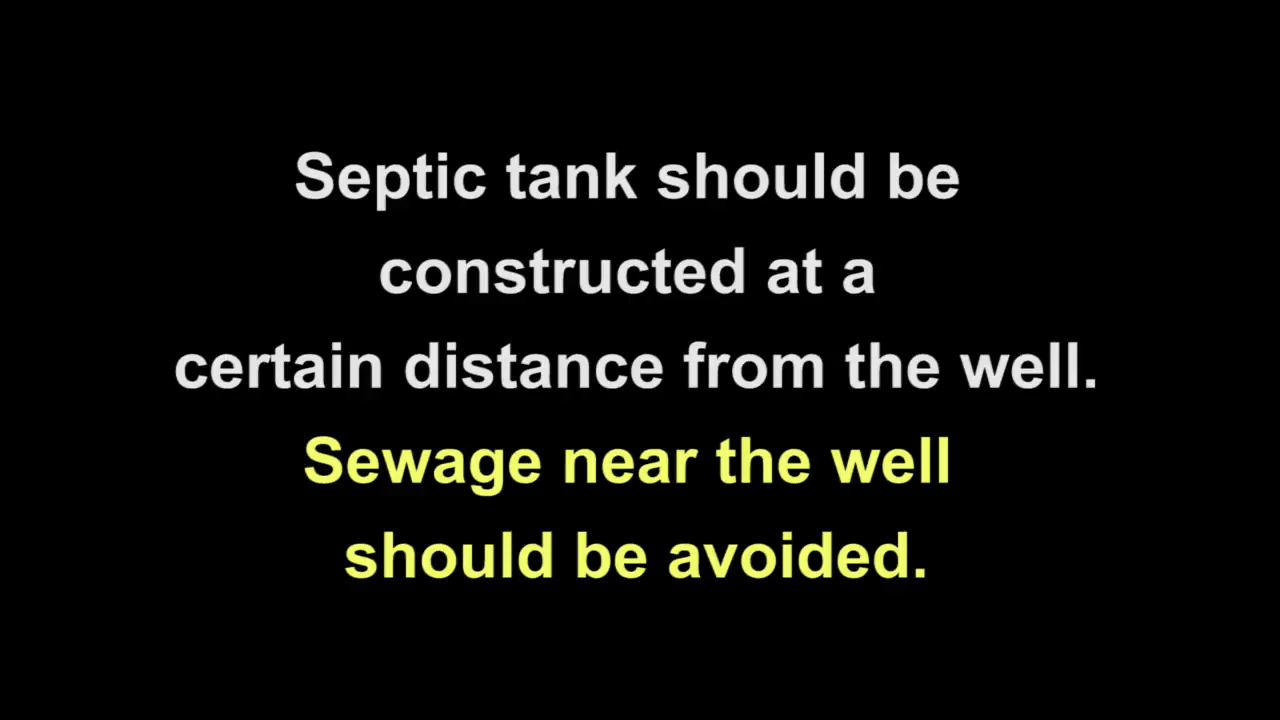 Septic tank should be
constructed at a
certain distance from the well.
Sewage near the well
should be avoided.